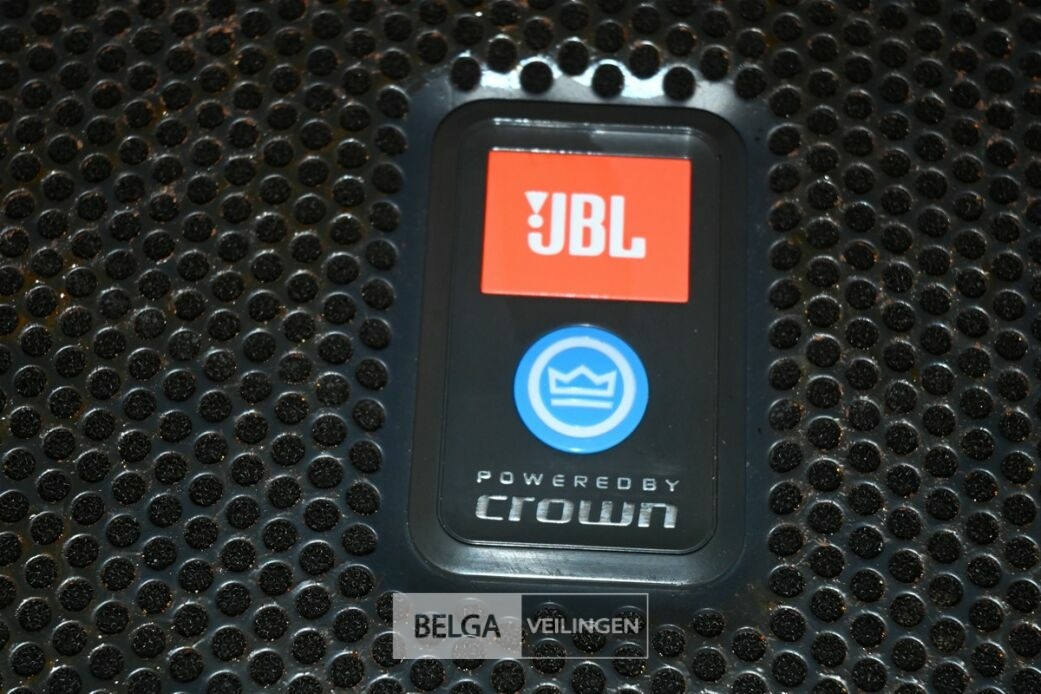 JBL
POWERED BY
crown
BELGA VEILINGEN